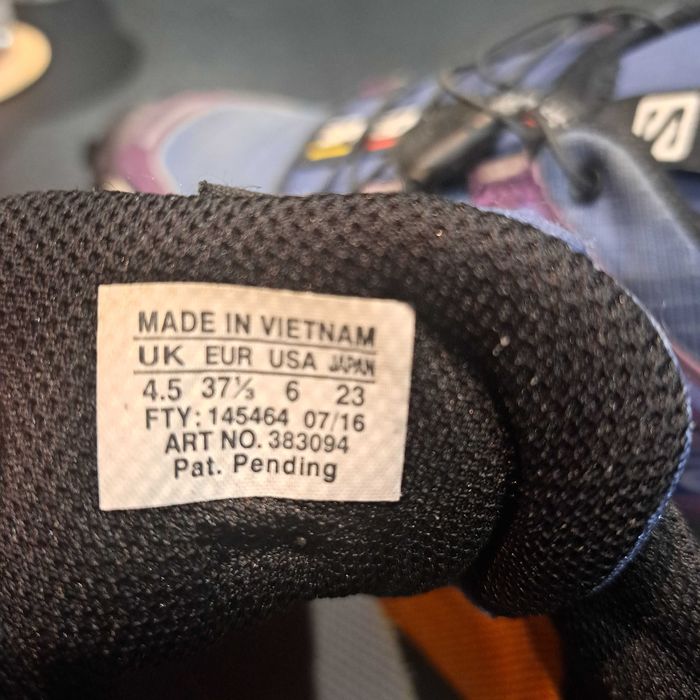 MADE IN VIETNAM
UK EUR USA JAPAN
4.5 37⅓ 6 23
FTY: 145464 07/16
ART NO. 383094
Pat. Pending